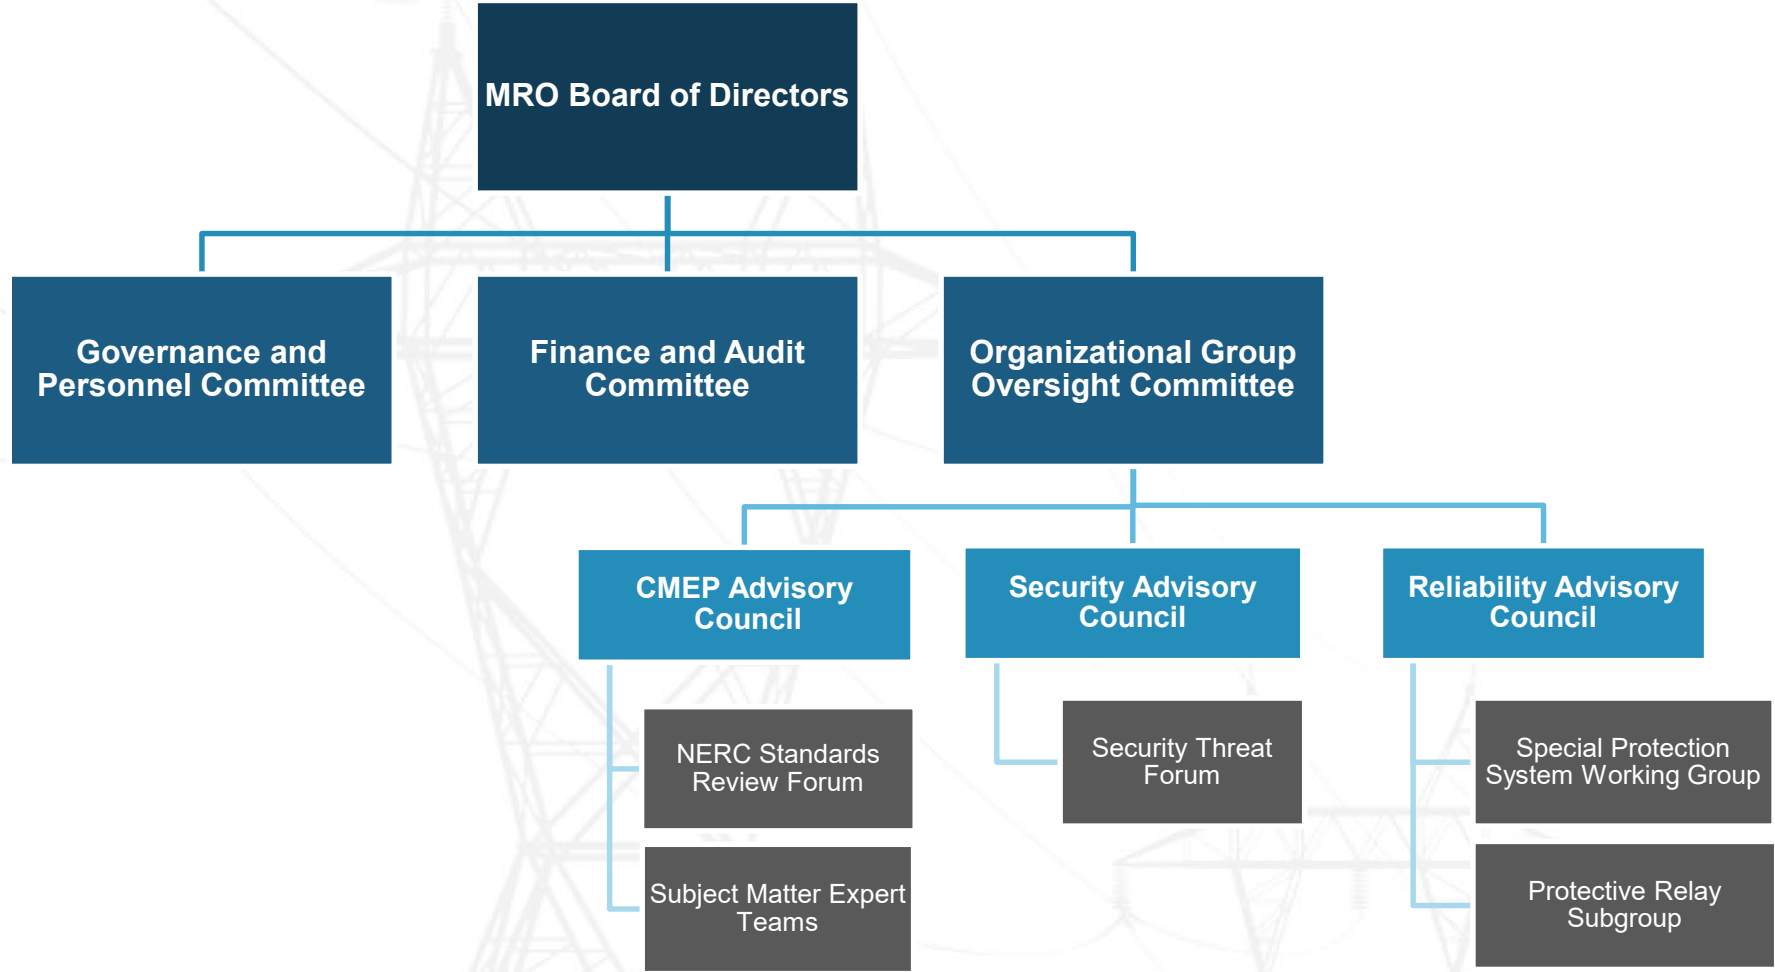 MRO Board of Directors
Governance and
Personnel Committee
Finance and Audit
Committee
Organizational Group
Oversight Committee
CMEP Advisory
Council
Security Advisory
Council
Reliability Advisory
Council
NERC Standards
Review Forum
Subject Matter Expert
Teams
Security Threat
Forum
Special Protection
System Working Group
Protective Relay
Subgroup